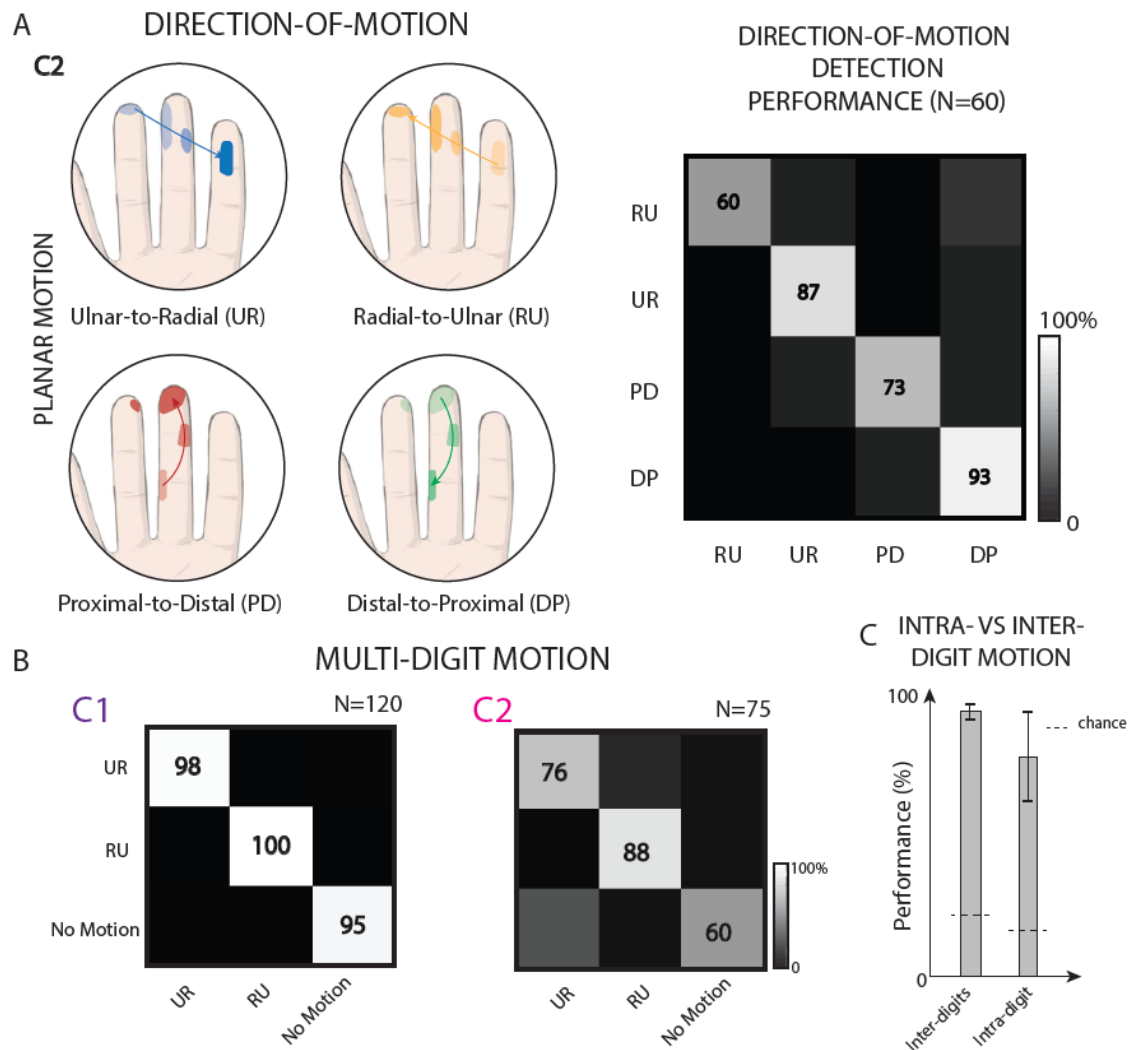 A
DIRECTION-OF-MOTION
C2
PLANAR MOTION
Ulnar-to-Radial (UR)
Radial-to-Ulnar (RU)
Proximal-to-Distal (PD)
Distal-to-Proximal (DP)
DIRECTION-OF-MOTION
DETECTION
PERFORMANCE (N=60)
RU
60
UR
87
PD
73
DP
93
RU
UR
PD
DP
100%
0
B
MULTI-DIGIT MOTION
C1
N=120
UR
98
RU
100
No Motion
95
UR
RU
No Motion
C2
N=75
76
88
60
UR
RU
No Motion
100%
0
C
INTRA- VS INTER-
DIGIT MOTION
100
chance
Performance (%)
0
Inter-digits
Intra-digit